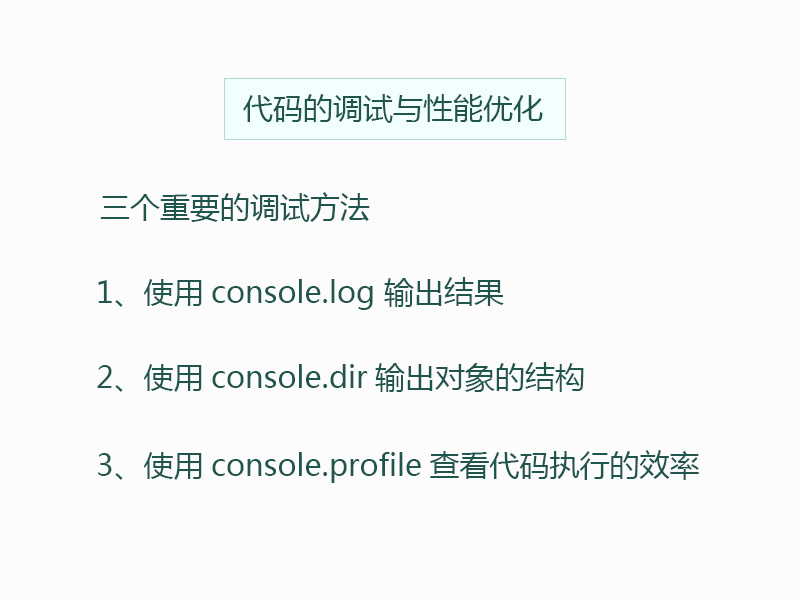 代码的调试与性能优化
三个重要的调试方法
1、使用 console.log 输出结果
2、使用 console.dir 输出对象的结构
3、使用 console.profile 查看代码执行的效率